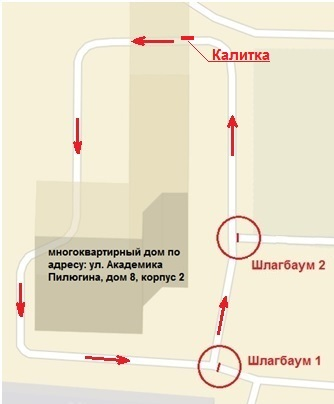 Калитка
многоквартирный дом по
адресу: ул. Академика
Пилюгина, дом 8, корпус 2
Шлагбаум 2
Шлагбаум 1